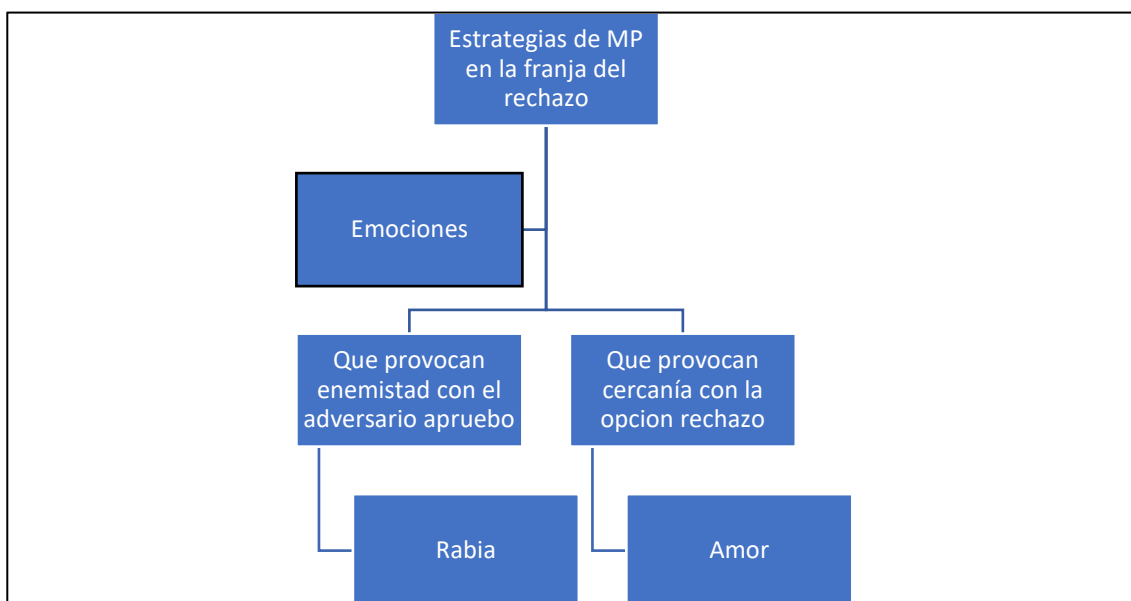 Estrategias de MP
en la franja del
rechazo
Emociones
Que provocan
enemistad con el
adversario apruebo
Que provocan
cercanía con la
opcion rechazo
Rabia
Amor